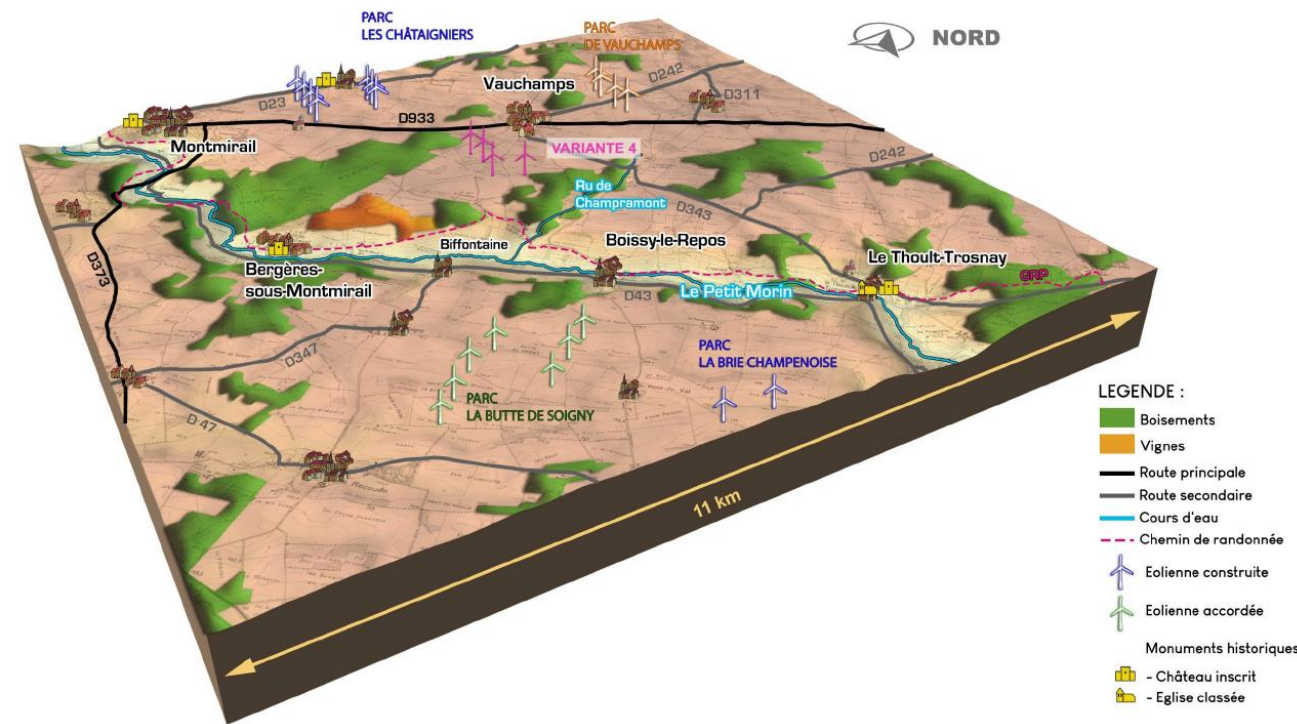 PARC
LES CHÂTAIGNIERS
PARC
DE VAUCHAMPS
NORD
Vauchamps
D242
D311
D23
D933
Montmirail
VARIANTE 4
D242
Ru de
Champramont
D343
D373
Biffontaine
Boissy-le-Repos
Le Thoult-Trosnay
Bergères-
sous-Montmirail
GRP
D43
Le Petit Morin
D347
PARC
LA BRIE CHAMPENOISE
PARC
LA BUTTE DE SOIGNY
D 47
11 km
LEGENDE :
Boisements
Vignes
Route principale
Route secondaire
Cours d'eau
Chemin de randonnée
Eolienne construite
Eolienne accordée
Monuments historiques
- Château inscrit
- Eglise classée